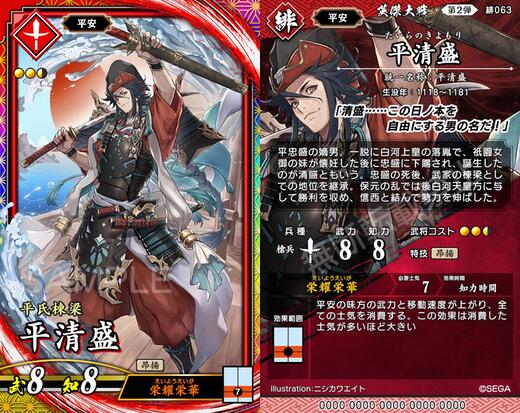 平安
SAMPLE
平氏棟梁
平清盛
昂揚
武8 知8
えいようえいが
栄耀栄華
7
緋
平安
英傑大戦
第2弾
緋063
たいらのきよもり
平清盛
統一名称:平清盛
生没年:1118~1181
「清盛……この日ノ本を
自由にする男の名だ!」
平忠盛の嫡男。一説に白河上皇の落胤で、祇園女
御の妹が懐妊した後に忠盛に下賜され、誕生した
のが清盛ともいう。忠盛の死後、武家の棟梁とし
ての地位を継承。保元の乱では後白河天皇方に与
して勝利を収め、信西と結んで勢力を伸ばした。
兵種 武力 知力 武将コスト
槍兵 8 8 特技 昂揚
えいようえいが 必要士気 効果時間
栄耀栄華 7 知力時間
効果範囲
平安の味方の武力と移動速度が上がり、全
ての士気を消費する。この効果は消費した
士気が多いほど大きい
Illustration:ニシカワエイト
©SEGA
0000 0000 0000 0000 0000